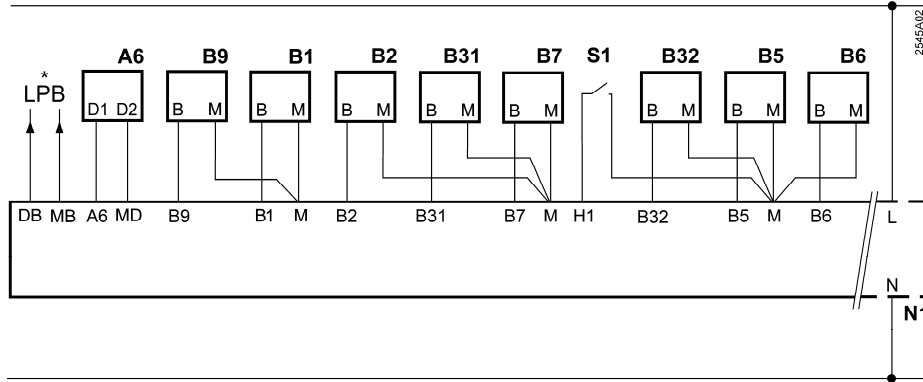 2545A02
A6 B9 B1 B2 B31 B7 S1 B32 B5 B6
*
LPB
D1 D2 B M B M B M B M B M B M B M B M
DB MB A6 MD B9 B1 M B2 B31 B7 M H1 B32 B5 M B6 L
N
N1